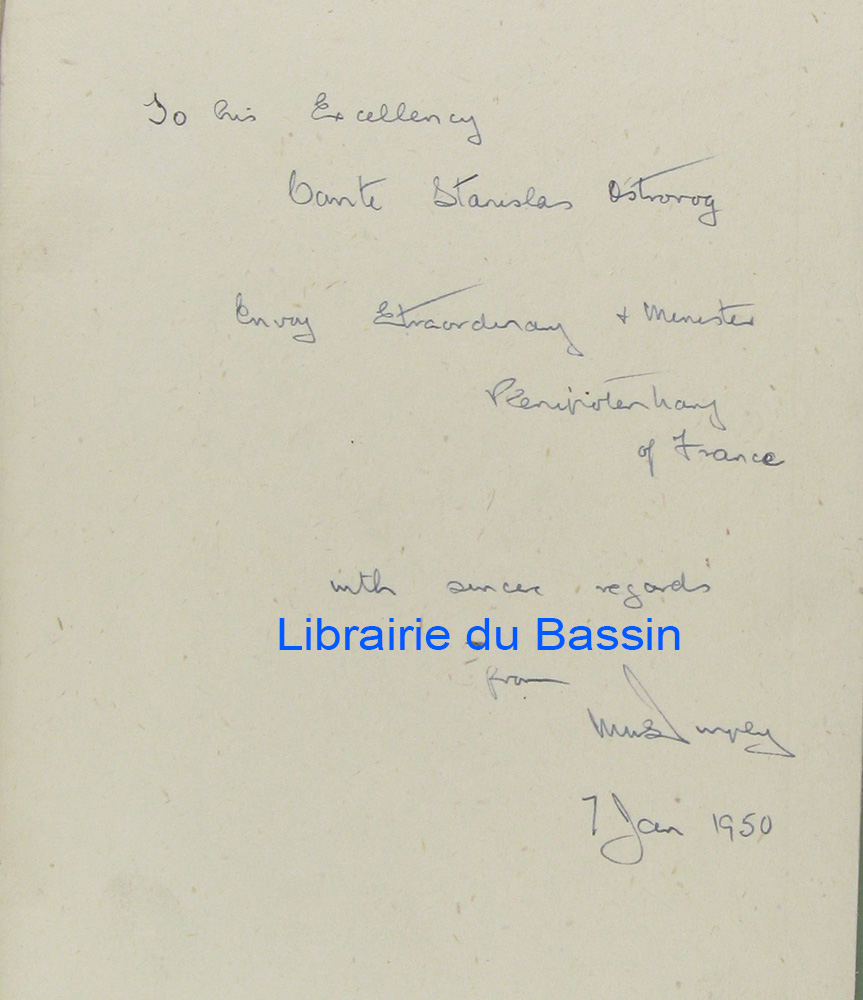 To his Excellency
Comte Stanislas Ostrorog
Envoy Extraordinary + Minister
Plenipotentiary
of France
with sincere regards
Librairie du Bassin
from
7 Jan 1950